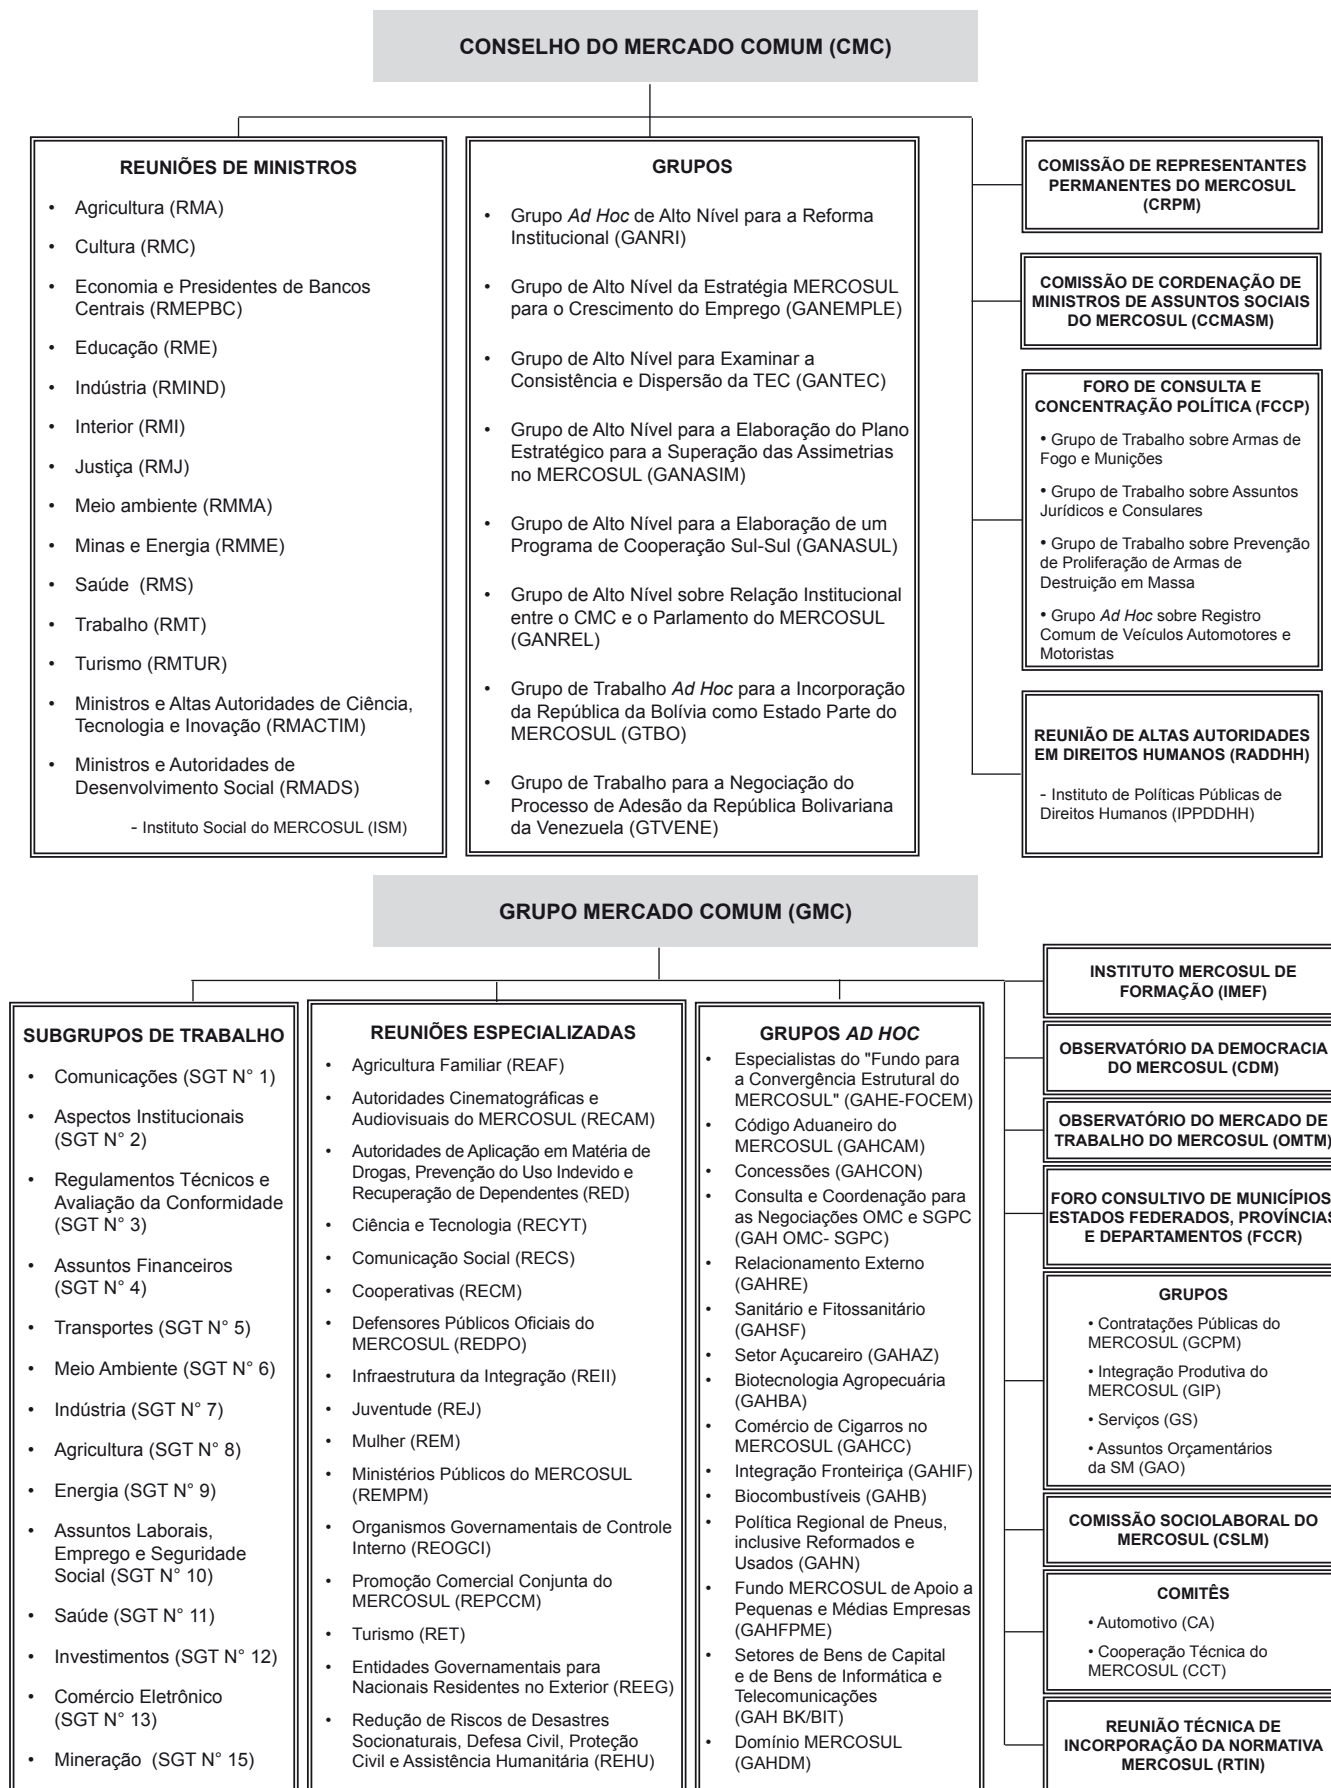 CONSELHO DO MERCADO COMUM (CMC)
REUNIÕES DE MINISTROS
• Agricultura (RMA)
• Cultura (RMC)
• Economia e Presidentes de Bancos
Centrais (RMEPBC)
• Educação (RME)
• Indústria (RMIND)
• Interior (RMI)
• Justiça (RMJ)
• Meio ambiente (RMMA)
• Minas e Energia (RMME)
• Saúde (RMS)
• Trabalho (RMT)
• Turismo (RMTUR)
• Ministros e Altas Autoridades de Ciência,
Tecnologia e Inovação (RMACTIM)
• Ministros e Autoridades de
Desenvolvimento Social (RMADS)
- Instituto Social do MERCOSUL (ISM)
GRUPOS
• Grupo Ad Hoc de Alto Nível para a Reforma
Institucional (GANRI)
• Grupo de Alto Nível da Estratégia MERCOSUL
para o Crescimento do Emprego (GANEMPLE)
• Grupo de Alto Nível para Examinar a
Consistência e Dispersão da TEC (GANTEC)
• Grupo de Alto Nível para a Elaboração do Plano
Estratégico para a Superação das Assimetrias
no MERCOSUL (GANASIM)
• Grupo de Alto Nível para a Elaboração de um
Programa de Cooperação Sul-Sul (GANASUL)
• Grupo de Alto Nível sobre Relação Institucional
entre o CMC e o Parlamento do MERCOSUL
(GANREL)
• Grupo de Trabalho Ad Hoc para a Incorporação
da República da Bolívia como Estado Parte do
MERCOSUL (GTBO)
• Grupo de Trabalho para a Negociação do
Processo de Adesão da República Bolivariana
da Venezuela (GTVENE)
COMISSÃO DE REPRESENTANTES
PERMANENTES DO MERCOSUL
(CRPM)
COMISSÃO DE CORDENAÇÃO DE
MINISTROS DE ASSUNTOS SOCIAIS
DO MERCOSUL (CCMASM)
FORO DE CONSULTA E
CONCENTRAÇÃO POLÍTICA (FCCP)
• Grupo de Trabalho sobre Armas de
Fogo e Munições
• Grupo de Trabalho sobre Assuntos
Jurídicos e Consulares
• Grupo de Trabalho sobre Prevenção
de Proliferação de Armas de
Destruição em Massa
• Grupo Ad Hoc sobre Registro
Comum de Veículos Automotores e
Motoristas
REUNIÃO DE ALTAS AUTORIDADES
EM DIREITOS HUMANOS (RADDHH)
- Instituto de Políticas Públicas de
Direitos Humanos (IPPDDHH)
GRUPO MERCADO COMUM (GMC)
SUBGRUPOS DE TRABALHO
• Comunicações (SGT N° 1)
• Aspectos Institucionais
(SGT N° 2)
• Regulamentos Técnicos e
Avaliação da Conformidade
(SGT N° 3)
• Assuntos Financeiros
(SGT N° 4)
• Transportes (SGT N° 5)
• Meio Ambiente (SGT N° 6)
• Indústria (SGT N° 7)
• Agricultura (SGT N° 8)
• Energia (SGT N° 9)
• Assuntos Laborais,
Emprego e Seguridade
Social (SGT N° 10)
• Saúde (SGT N° 11)
• Investimentos (SGT N° 12)
• Comércio Eletrônico
(SGT N° 13)
• Mineração (SGT N° 15)
REUNIÕES ESPECIALIZADAS
• Agricultura Familiar (REAF)
• Autoridades Cinematográficas e
Audiovisuais do MERCOSUL (RECAM)
• Autoridades de Aplicação em Matéria de
Drogas, Prevenção do Uso Indevido e
Recuperação de Dependentes (RED)
• Ciência e Tecnologia (RECYT)
• Comunicação Social (RECS)
• Cooperativas (RECM)
• Defensores Públicos Oficiais do
MERCOSUL (REDPO)
• Infraestrutura da Integração (REII)
• Juventude (REJ)
• Mulher (REM)
• Ministérios Públicos do MERCOSUL
(REMPM)
• Organismos Governamentais de Controle
Interno (REOGCI)
• Promoção Comercial Conjunta do
MERCOSUL (REPCCM)
• Turismo (RET)
• Entidades Governamentais para
Nacionais Residentes no Exterior (REEG)
• Redução de Riscos de Desastres
Socionaturais, Defesa Civil, Proteção
Civil e Assistência Humanitária (REHU)
GRUPOS AD HOC
• Especialistas do "Fundo para
a Convergência Estrutural do
MERCOSUL" (GAHE-FOCEM)
• Código Aduaneiro do
MERCOSUL (GAHCAM)
• Concessões (GAHCON)
• Consulta e Coordenação para
as Negociações OMC e SGPC
(GAH OMC- SGPC)
• Relacionamento Externo
(GAHRE)
• Sanitário e Fitossanitário
(GAHSF)
• Setor Açucareiro (GAHAZ)
• Biotecnologia Agropecuária
(GAHBA)
• Comércio de Cigarros no
MERCOSUL (GAHCC)
• Integração Fronteiriça (GAHIF)
• Biocombustíveis (GAHB)
• Política Regional de Pneus,
inclusive Reformados e
Usados (GAHN)
• Fundo MERCOSUL de Apoio a
Pequenas e Médias Empresas
(GAHFPME)
• Setores de Bens de Capital
e de Bens de Informática e
Telecomunicações
(GAH BK/BIT)
• Domínio MERCOSUL
(GAHDM)
INSTITUTO MERCOSUL DE
FORMAÇÃO (IMEF)
OBSERVATÓRIO DA DEMOCRACIA
DO MERCOSUL (CDM)
OBSERVATÓRIO DO MERCADO DE
TRABALHO DO MERCOSUL (OMTM)
FORO CONSULTIVO DE MUNICÍPIOS
ESTADOS FEDERADOS, PROVÍNCIAS
E DEPARTAMENTOS (FCCR)
GRUPOS
• Contratações Públicas do
MERCOSUL (GCPM)
• Integração Produtiva do
MERCOSUL (GIP)
• Serviços (GS)
• Assuntos Orçamentários
da SM (GAO)
COMISSÃO SOCIOLABORAL DO
MERCOSUL (CSLM)
COMITÊS
• Automotivo (CA)
• Cooperação Técnica do
MERCOSUL (CCT)
REUNIÃO TÉCNICA DE
INCORPORAÇÃO DA NORMATIVA
MERCOSUL (RTIN)